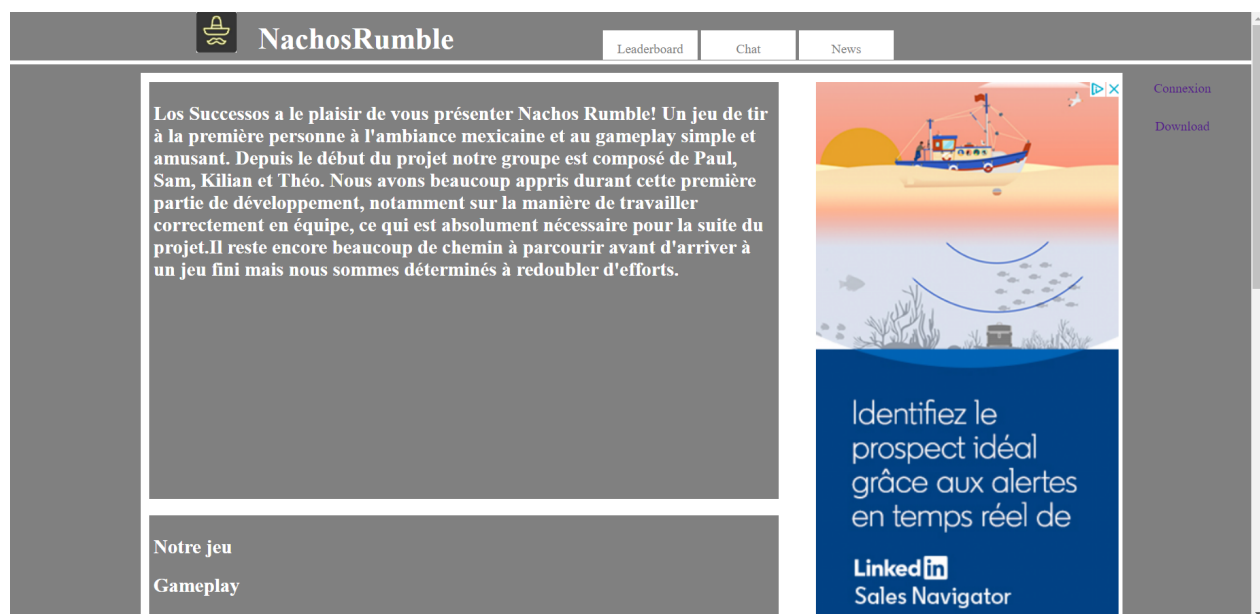 NachosRumble
Leaderboard
Chat
News
Connexion
Download
Los Successos a le plaisir de vous présenter Nachos Rumble! Un jeu de tir
à la première personne à l'ambiance mexicaine et au gameplay simple et
amusant. Depuis le début du projet notre groupe est composé de Paul,
Sam, Kilian et Théo. Nous avons beaucoup appris durant cette première
partie de développement, notamment sur la manière de travailler
correctement en équipe, ce qui est absolument nécessaire pour la suite du
projet.Il reste encore beaucoup de chemin à parcourir avant d'arriver à
un jeu fini mais nous sommes déterminés à redoubler d'efforts.
Notre jeu
Gameplay
Identifiez le
prospect idéal
grâce aux alertes
en temps réel de
Linked in
Sales Navigator